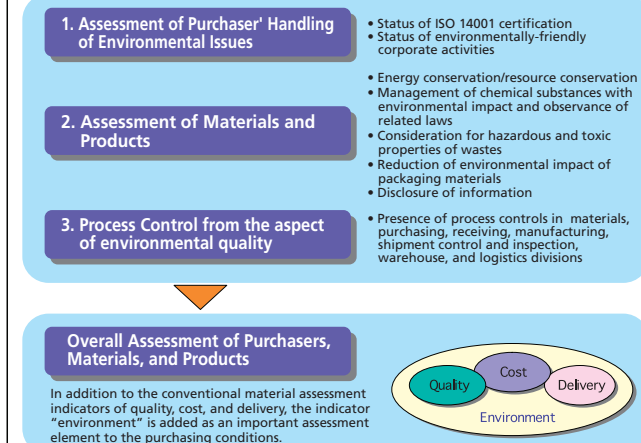 1. Assessment of Purchaser' Handling
of Environmental Issues
• Status of ISO 14001 certification
• Status of environmentally-friendly
corporate activities
2. Assessment of Materials and
Products
• Energy conservation/resource conservation
• Management of chemical substances with
environmental impact and observance of
related laws
• Consideration for hazardous and toxic
properties of wastes
• Reduction of environmental impact of
packaging materials
• Disclosure of information
3. Process Control from the aspect
of environmental quality
• Presence of process controls in materials,
purchasing, receiving, manufacturing,
shipment control and inspection,
warehouse, and logistics divisions
Overall Assessment of Purchasers,
Materials, and Products
In addition to the conventional material assessment
indicators of quality, cost, and delivery, the indicator
“environment” is added as an important assessment
element to the purchasing conditions.
Quality
Cost
Delivery
Environment